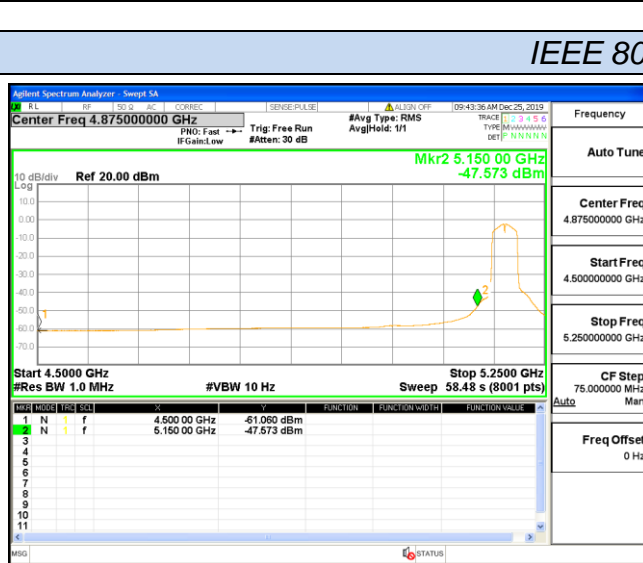 IEEE 80
Agilent Spectrum Analyzer - Swept SA
RL RF 50 Ω AC CORREC SENSE:PULSE ALIGN OFF 09:43:36 AM Dec 25, 2019
Center Freq 4.875000000 GHz
PNO: Fast
IFGain:Low
Trig: Free Run
#Atten: 30 dB
#Avg Type: RMS
Avg|Hold: 1/1
TRACE 1 2 3 4 5 6
TYPE MWWWWW
DET P NNNNN
Mkr2 5.150 00 GHz
-47.573 dBm
10 dB/div Ref 20.00 dBm
Log
10.0
0.00
-10.0
-20.0
-30.0
-40.0
-50.0
-60.0
-70.0
1
2
Start 4.5000 GHz Stop 5.2500 GHz
#Res BW 1.0 MHz #VBW 10 Hz Sweep 58.48 s (8001 pts)
MKR MODE TRC SCL X Y FUNCTION FUNCTION WIDTH FUNCTION VALUE
1 N 1 f 4.500 00 GHz -61.060 dBm
2 N 1 f 5.150 00 GHz -47.573 dBm
3
4
5
6
7
8
9
10
11
MSG STATUS
Frequency
Auto Tune
Center Freq
4.875000000 GHz
Start Freq
4.500000000 GHz
Stop Freq
5.250000000 GHz
CF Step
75.000000 MHz
Auto Man
Freq Offset
0 Hz